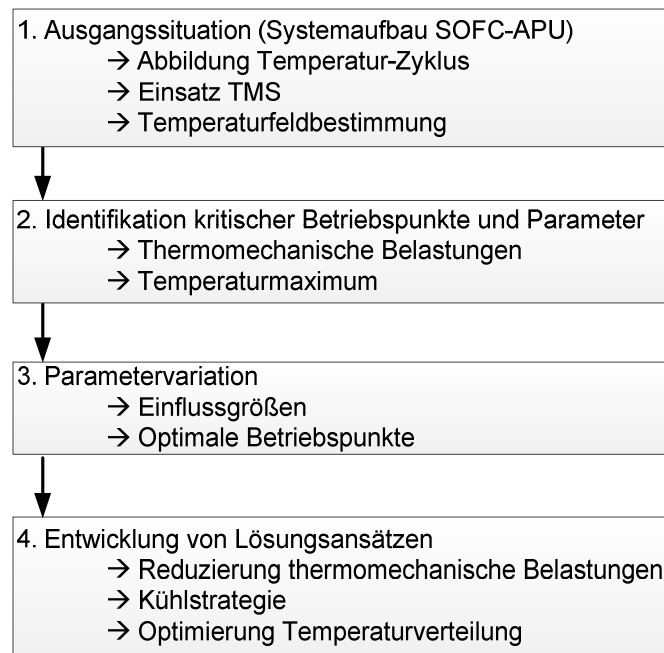 1. Ausgangssituation (Systemaufbau SOFC-APU)
→ Abbildung Temperatur-Zyklus
→ Einsatz TMS
→ Temperaturfeldbestimmung
2. Identifikation kritischer Betriebspunkte und Parameter
→ Thermomechanische Belastungen
→ Temperaturmaximum
3. Parametervariation
→ Einflussgrößen
→ Optimale Betriebspunkte
4. Entwicklung von Lösungsansätzen
→ Reduzierung thermomechanische Belastungen
→ Kühlstrategie
→ Optimierung Temperaturverteilung